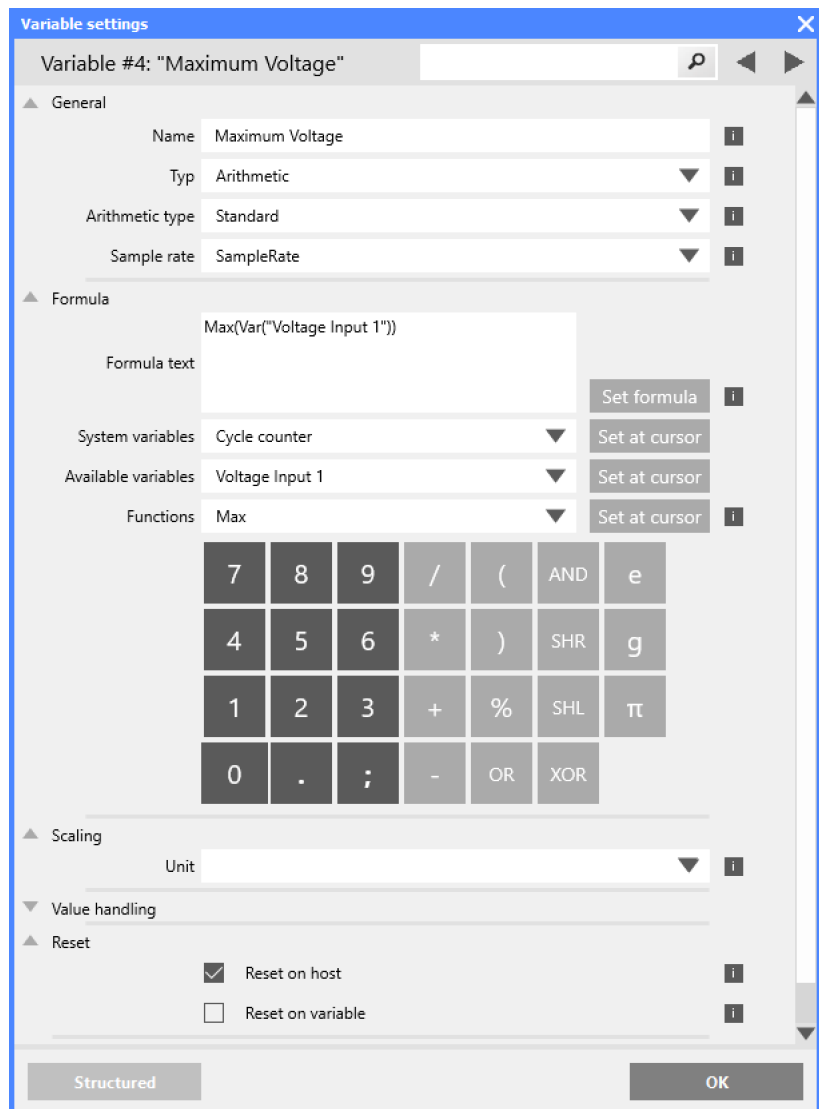 Variable settings
Variable #4: "Maximum Voltage"
General
Name Maximum Voltage
Typ Arithmetic
Arithmetic type Standard
Sample rate SampleRate
Formula
Max(Var("Voltage Input 1"))
Formula text
Set formula
System variables Cycle counter Set at cursor
Available variables Voltage Input 1 Set at cursor
Functions Max Set at cursor
7 8 9 / ( AND e
4 5 6 * ) SHR g
1 2 3 + % SHL π
0 . ; - OR XOR
Scaling
Unit
Value handling
Reset
Reset on host
Reset on variable
Structured OK